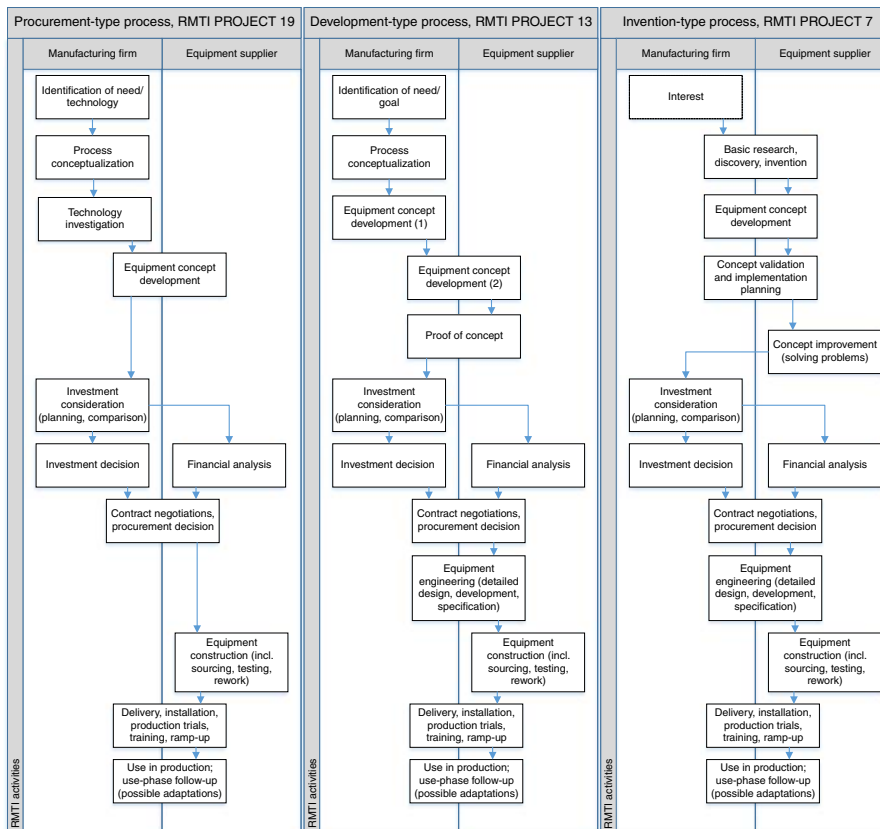 Procurement-type process, RMTI PROJECT 19
Manufacturing firm
Equipment supplier
Identification of need/
technology
Process
conceptualization
Technology
investigation
Equipment concept
development
Investment
consideration
(planning, comparison)
Investment decision
Financial analysis
Contract negotiations,
procurement decision
Equipment
construction (incl.
sourcing, testing,
rework)
Delivery, installation,
production trials,
training, ramp-up
Use in production;
use-phase follow-up
(possible adaptations)
RMTI activities
Development-type process, RMTI PROJECT 13
Manufacturing firm
Equipment supplier
Identification of need/
goal
Process
conceptualization
Equipment concept
development (1)
Equipment concept
development (2)
Proof of concept
Investment
consideration
(planning, comparison)
Investment decision
Financial analysis
Contract negotiations,
procurement decision
Equipment
engineering (detailed
design, development,
specification)
Equipment
construction (incl.
sourcing, testing,
rework)
Delivery, installation,
production trials,
training, ramp-up
Use in production;
use-phase follow-up
(possible adaptations)
RMTI activities
Invention-type process, RMTI PROJECT 7
Manufacturing firm
Equipment supplier
Interest
Basic research,
discovery, invention
Equipment concept
development
Concept validation
and implementation
planning
Concept improvement
(solving problems)
Investment
consideration
(planning, comparison)
Investment decision
Financial analysis
Contract negotiations,
procurement decision
Equipment
engineering (detailed
design, development,
specification)
Equipment
construction (incl.
sourcing, testing,
rework)
Delivery, installation,
production trials,
training, ramp-up
Use in production;
use-phase follow-up
(possible adaptations)
RMTI activities